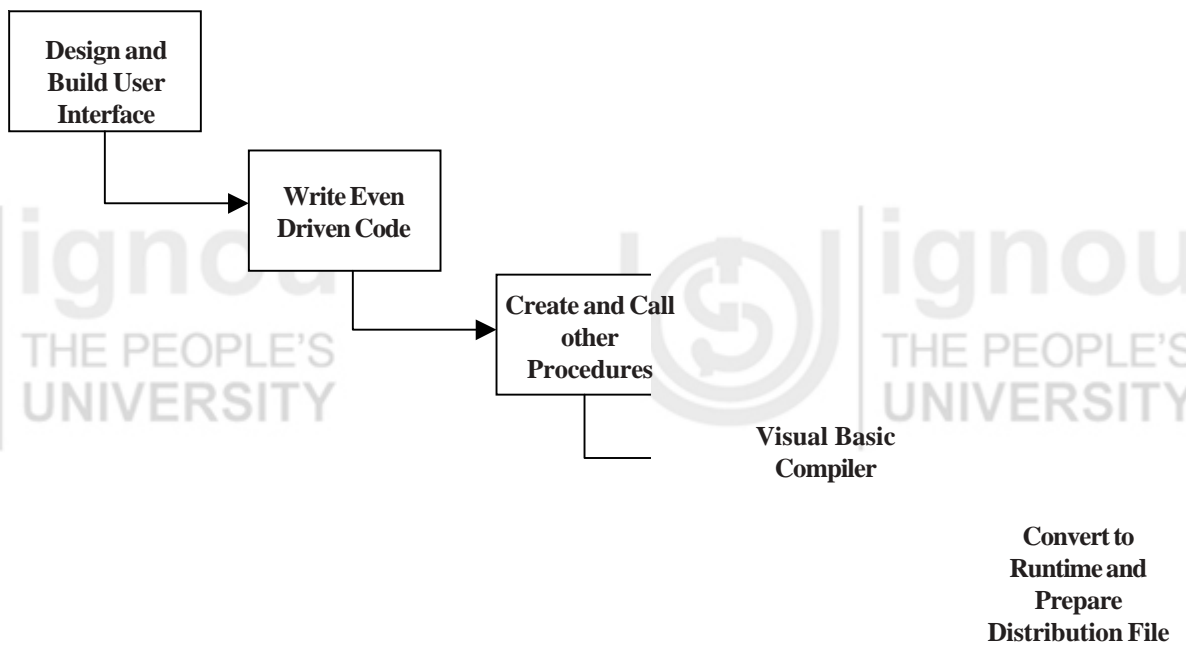 Design and
Build User
Interface
Write Even
Driven Code
Create and Call
other
Procedures
Visual Basic
Compiler
Convert to
Runtime and
Prepare
Distribution File
ignou
THE PEOPLE'S
UNIVERSITY
ignou
THE PEOPLE'S
UNIVERSITY